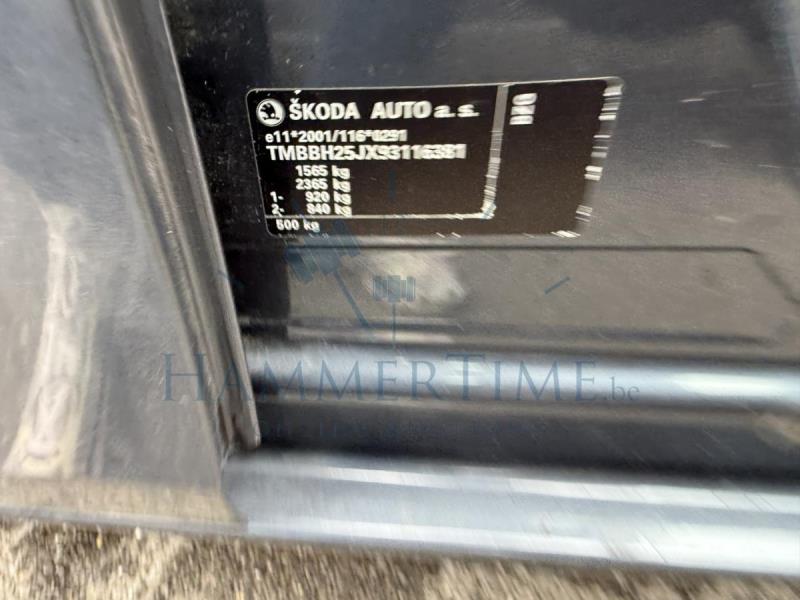 ŠKODA AUTO a. s.
e11*2001/116*0291
TMBBH25JX93116381
1565 kg
2365 kg
1- 920 kg
2- 840 kg
500 kg
HAMMERTIME.be